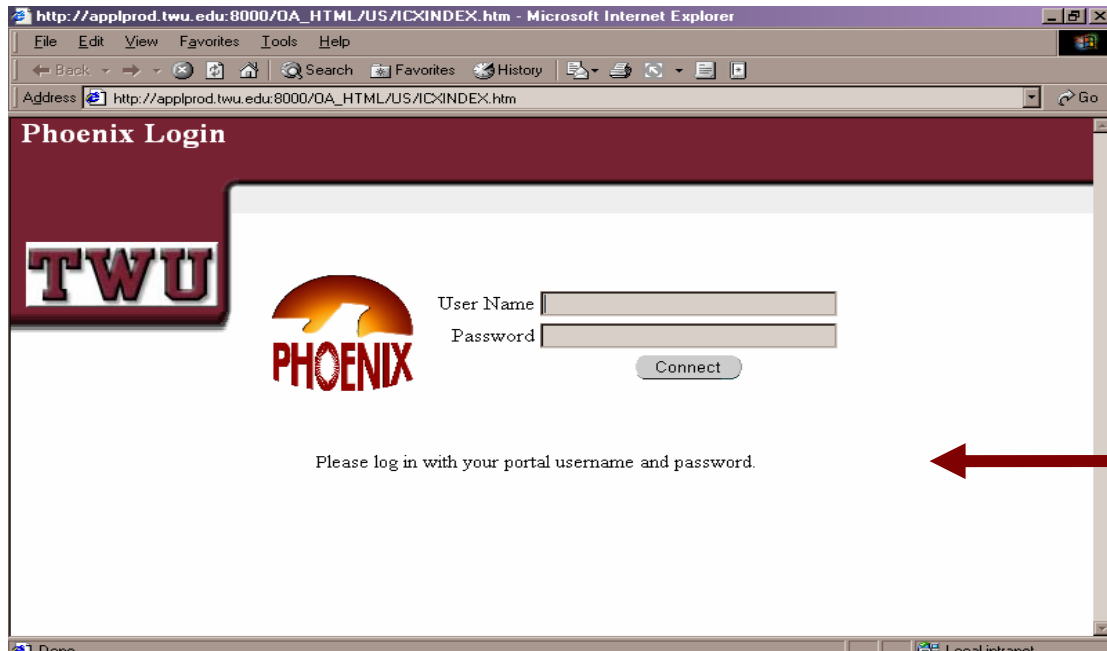 http://applprod.twu.edu:8000/OA_HTML/US/ICXINDEX.htm - Microsoft Internet Explorer
File Edit View Favorites Tools Help
Back Search Favorites History
Address http://applprod.twu.edu:8000/OA_HTML/US/ICXINDEX.htm Go
Phoenix Login
TWU
User Name
Password
PHOENIX
Connect
Please log in with your portal username and password.
Done Local intranet